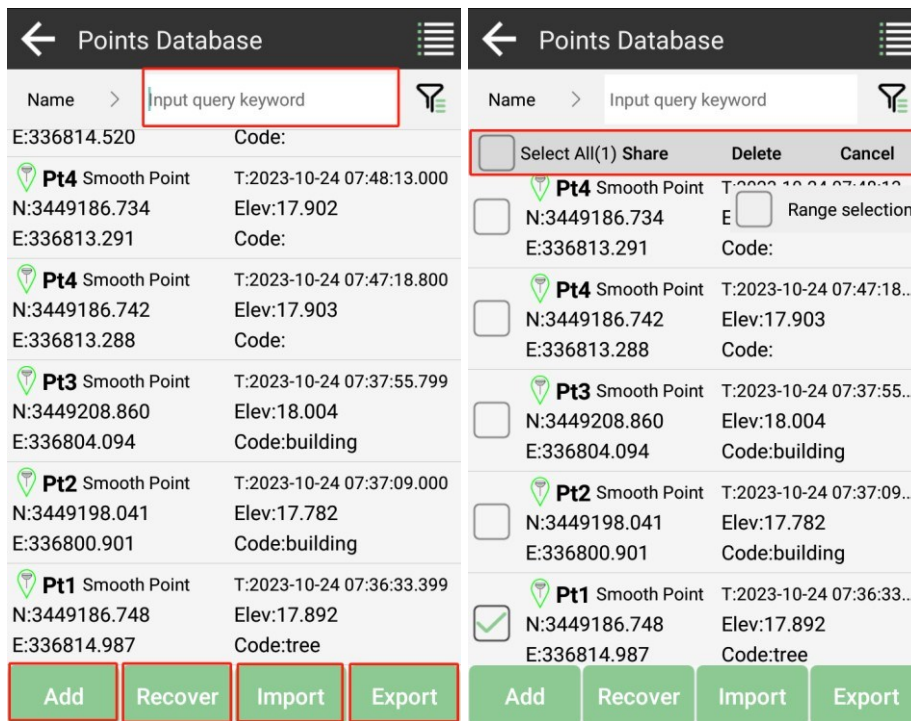 Points Database
Name > Input query keyword
E:336814.520 Code:
Pt4 Smooth Point T:2023-10-24 07:48:13.000
N:3449186.734 Elev:17.902
E:336813.291 Code:
Pt4 Smooth Point T:2023-10-24 07:47:18.800
N:3449186.742 Elev:17.903
E:336813.288 Code:
Pt3 Smooth Point T:2023-10-24 07:37:55.799
N:3449208.860 Elev:18.004
E:336804.094 Code:building
Pt2 Smooth Point T:2023-10-24 07:37:09.000
N:3449198.041 Elev:17.782
E:336800.901 Code:building
Pt1 Smooth Point T:2023-10-24 07:36:33.399
N:3449186.748 Elev:17.892
E:336814.987 Code:tree
Add Recover Import Export
Points Database
Name > Input query keyword
Select All(1) Share Delete Cancel
Pt4 Smooth Point
N:3449186.734 E Range selection
E:336813.291 Code:
Pt4 Smooth Point T:2023-10-24 07:47:18...
N:3449186.742 Elev:17.903
E:336813.288 Code:
Pt3 Smooth Point T:2023-10-24 07:37:55...
N:3449208.860 Elev:18.004
E:336804.094 Code:building
Pt2 Smooth Point T:2023-10-24 07:37:09...
N:3449198.041 Elev:17.782
E:336800.901 Code:building
Pt1 Smooth Point T:2023-10-24 07:36:33...
N:3449186.748 Elev:17.892
E:336814.987 Code:tree
Add Recover Import Export